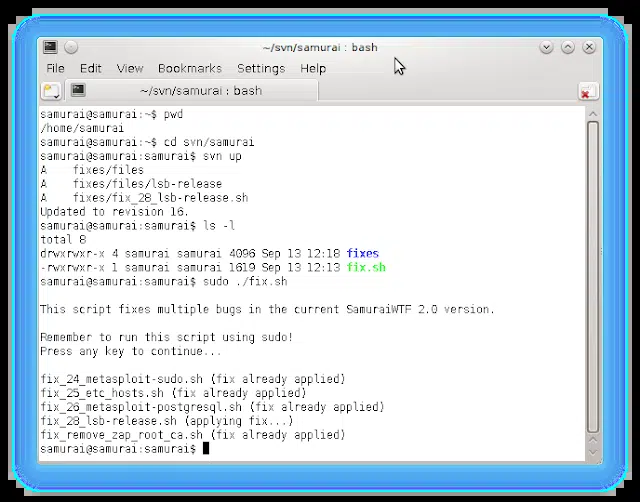 ~/svn/samurai : bash
File Edit View Bookmarks Settings Help
~/svn/samurai : bash
samurai@samurai:~$ pwd
/home/samurai
samurai@samurai:~$ cd svn/samurai
samurai@samurai:samurai$ svn up
A    fixes/files
A    fixes/files/lsb-release
A    fixes/fix_28_lsb-release.sh
Updated to revision 16.
samurai@samurai:samurai$ ls -l
total 8
drwxrwxr-x 4 samurai samurai 4096 Sep 13 12:18 fixes
-rwxrwxr-x 1 samurai samurai 1619 Sep 13 12:13 fix.sh
samurai@samurai:samurai$ sudo ./fix.sh
This script fixes multiple bugs in the current SamuraiWTF 2.0 version.
Remember to run this script using sudo!
Press any key to continue...
fix_24_metasploit-sudo.sh (fix already applied)
fix_25_etc_hosts.sh (fix already applied)
fix_26_metasploit-postgresql.sh (fix already applied)
fix_28_lsb-release.sh (applying fix...)
fix_remove_zap_root_ca.sh (fix already applied)
samurai@samurai:samurai$